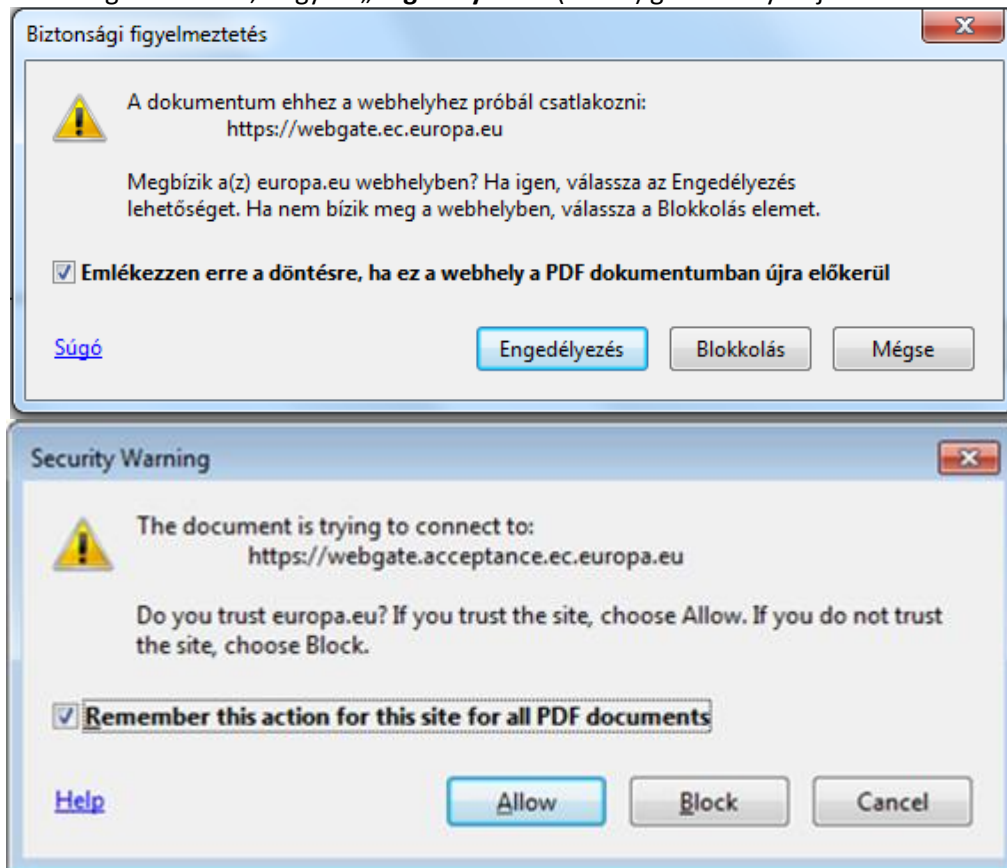 Biztonsági figyelmeztetés
A dokumentum ehhez a webhelyhez próbál csatlakozni:
https://webgate.ec.europa.eu
Megbízik a(z) europa.eu webhelyben? Ha igen, válassza az Engedélyezés
lehetőséget. Ha nem bízik meg a webhelyben, válassza a Blokkolás elemet.
Emlékezzen erre a döntésre, ha ez a webhely a PDF dokumentumban újra előkerül
Súgó Engedélyezés Blokkolás Mégse
Security Warning
The document is trying to connect to:
https://webgate.acceptance.ec.europa.eu
Do you trust europa.eu? If you trust the site, choose Allow. If you do not trust
the site, choose Block.
Remember this action for this site for all PDF documents
Help Allow Block Cancel